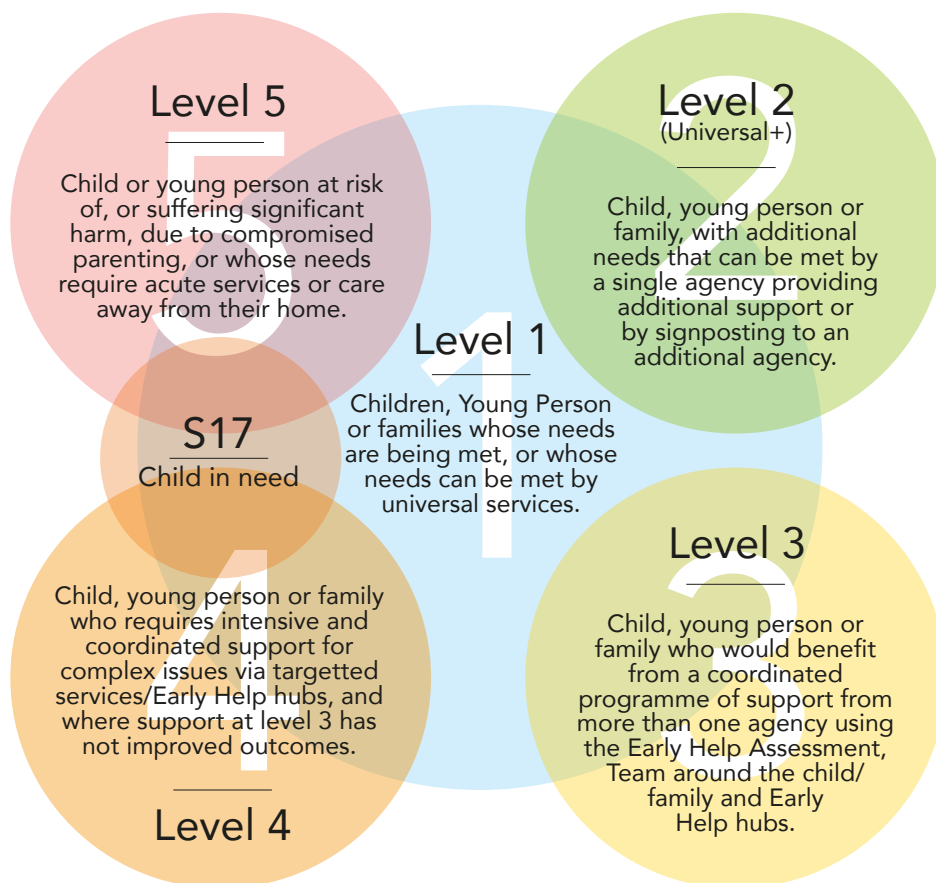 Level 5
5
Child or young person at risk
of, or suffering significant
harm, due to compromised
parenting, or whose needs
require acute services or care
away from their home.
Level 2
(Universal+)
2
Child, young person or
family, with additional
needs that can be met by
a single agency providing
additional support or
by signposting to an
additional agency.
Level 1
1
Children, Young Person
or families whose needs
are being met, or whose
needs can be met by
universal services.
S17
Child in need
4
Child, young person or family
who requires intensive and
coordinated support for
complex issues via targetted
services/Early Help hubs, and
where support at level 3 has
not improved outcomes.
Level 4
Level 3
3
Child, young person or
family who would benefit
from a coordinated
programme of support from
more than one agency using
the Early Help Assessment,
Team around the child/
family and Early
Help hubs.